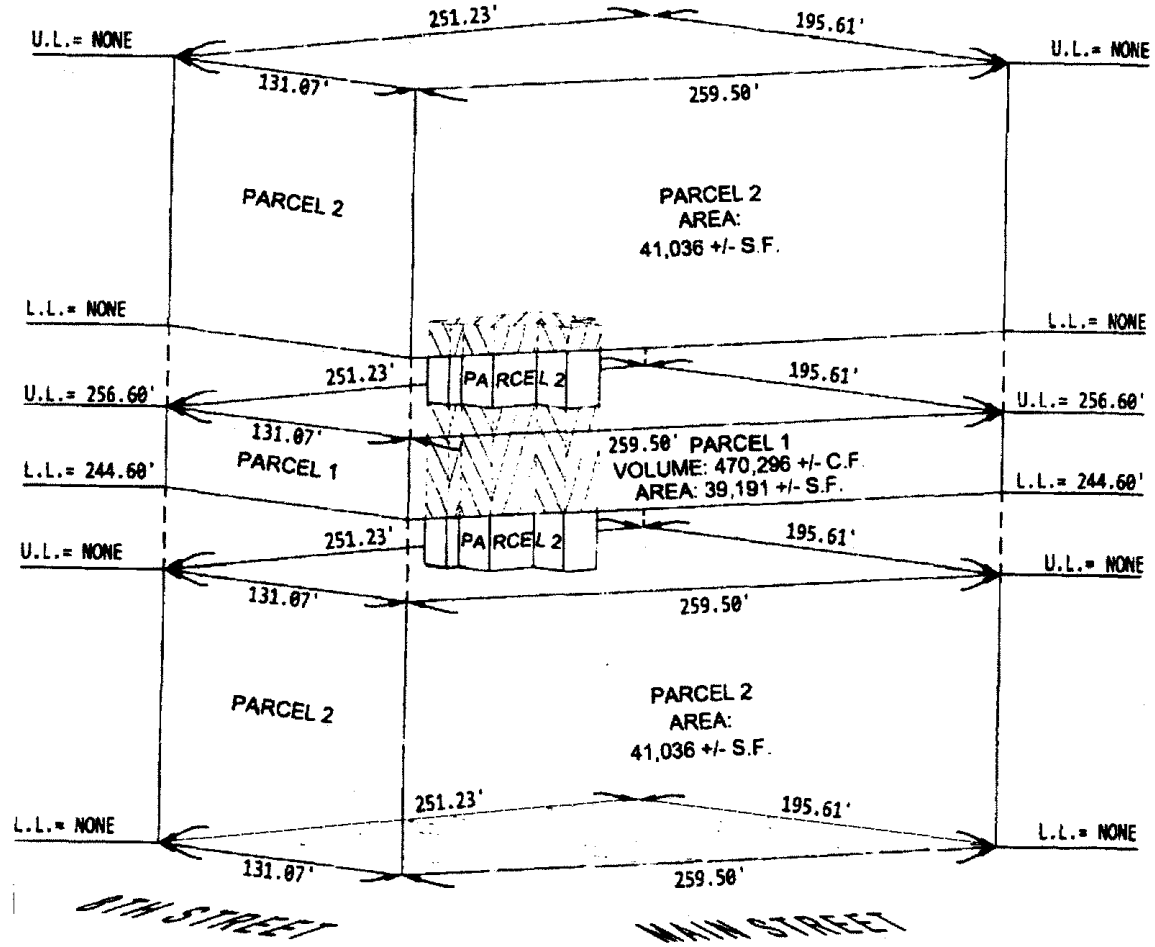 251.23'
195.61'
U.L.= NONE
U.L.= NONE
131.07'
259.50'
PARCEL 2
PARCEL 2
AREA:
41,036 +/- S.F.
L.L.= NONE
L.L.= NONE
251.23'
PARCEL 2
195.61'
U.L.= 256.60'
U.L.= 256.60'
131.07'
259.50' PARCEL 1
PARCEL 1
VOLUME: 470,296 +/- C.F.
AREA: 39,191 +/- S.F.
L.L.= 244.60'
L.L.= 244.60'
251.23'
PARCEL 2
195.61'
U.L.= NONE
U.L.= NONE
131.07'
259.50'
PARCEL 2
PARCEL 2
AREA:
41,036 +/- S.F.
251.23'
195.61'
L.L.= NONE
L.L.= NONE
131.07'
259.50'
8TH STREET
MAIN STREET